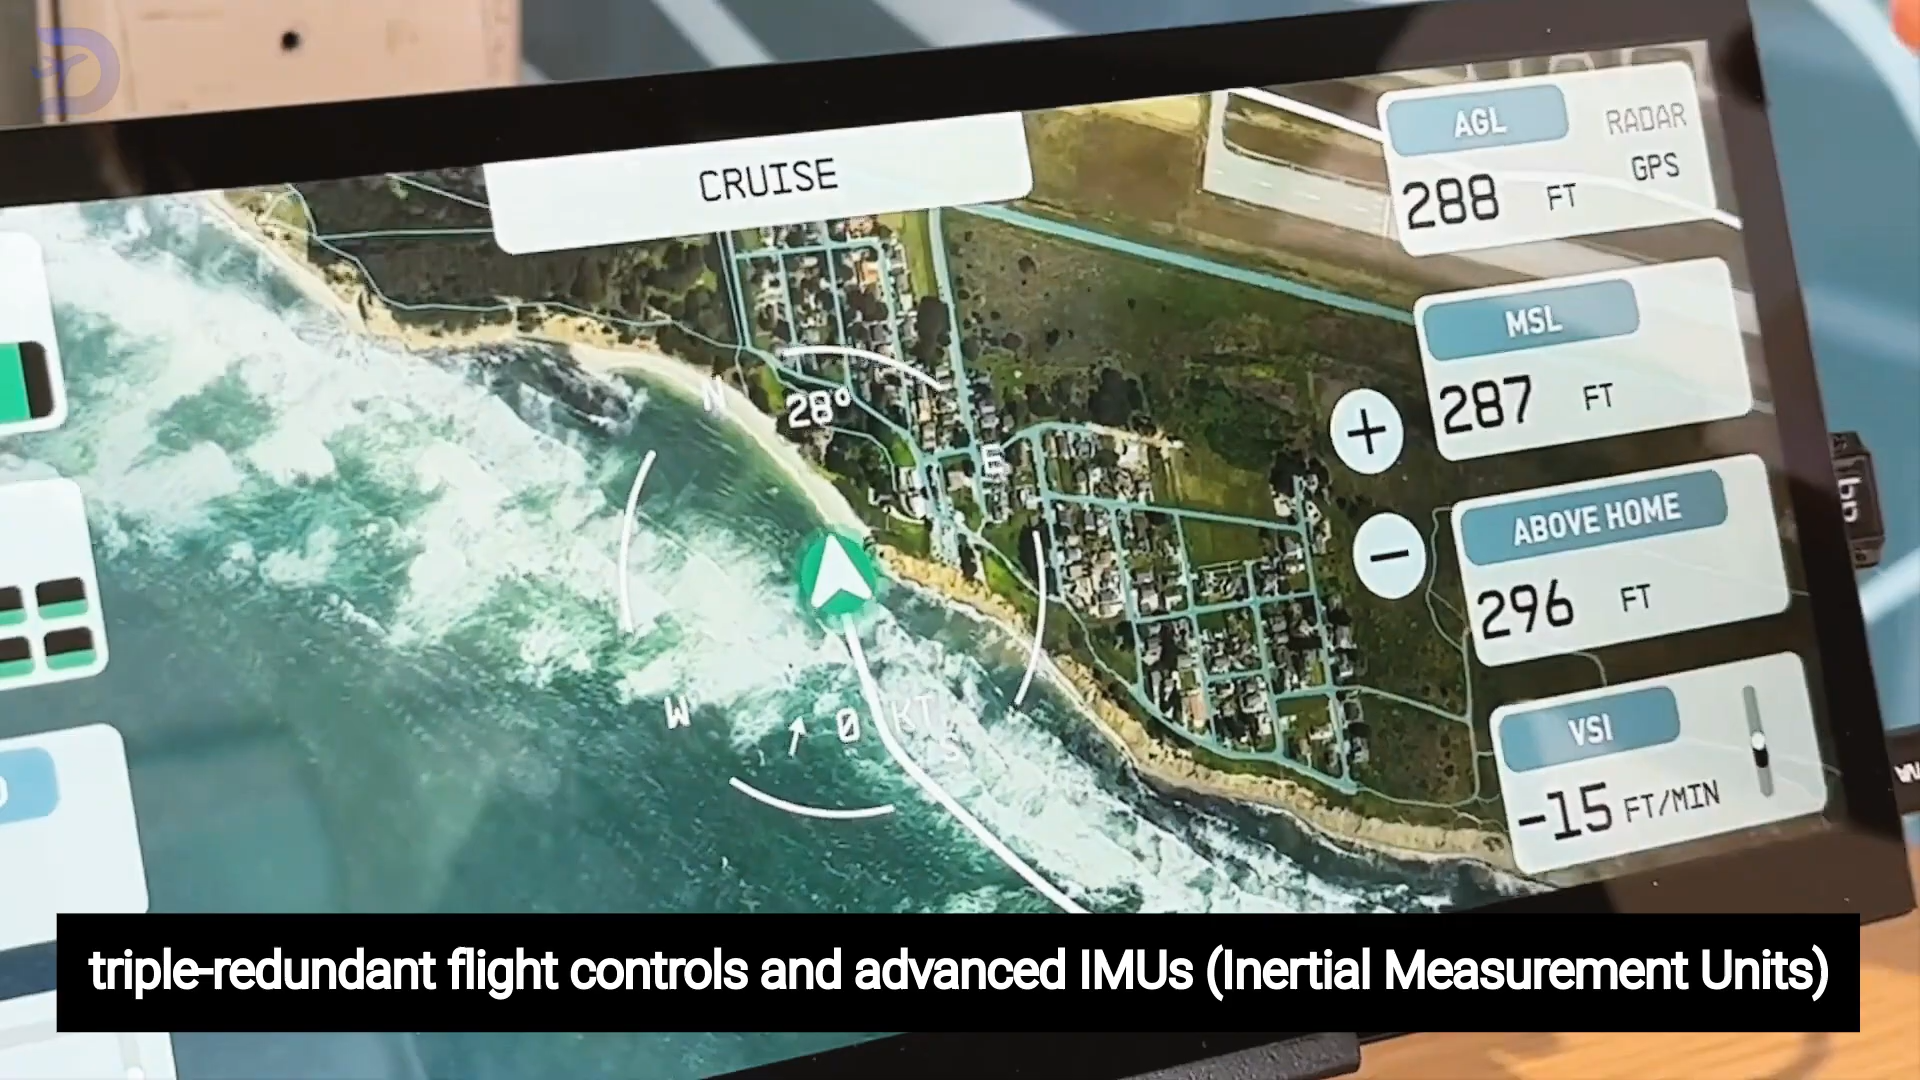 CRUISE
AGL
RADAR
GPS
288 FT
MSL
287 FT
ABOVE HOME
296 FT
VSI
-15 FT/MIN
N
28°
E
W
0 KT
S
triple-redundant flight controls and advanced IMUs (Inertial Measurement Units)